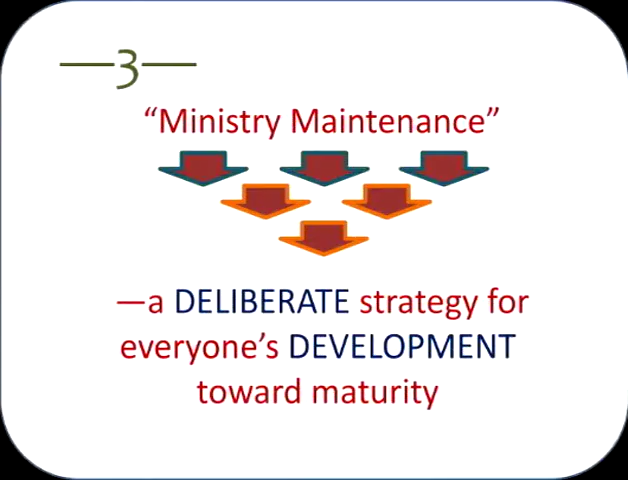 —3—
“Ministry Maintenance”
—a DELIBERATE strategy for
everyone’s DEVELOPMENT
toward maturity